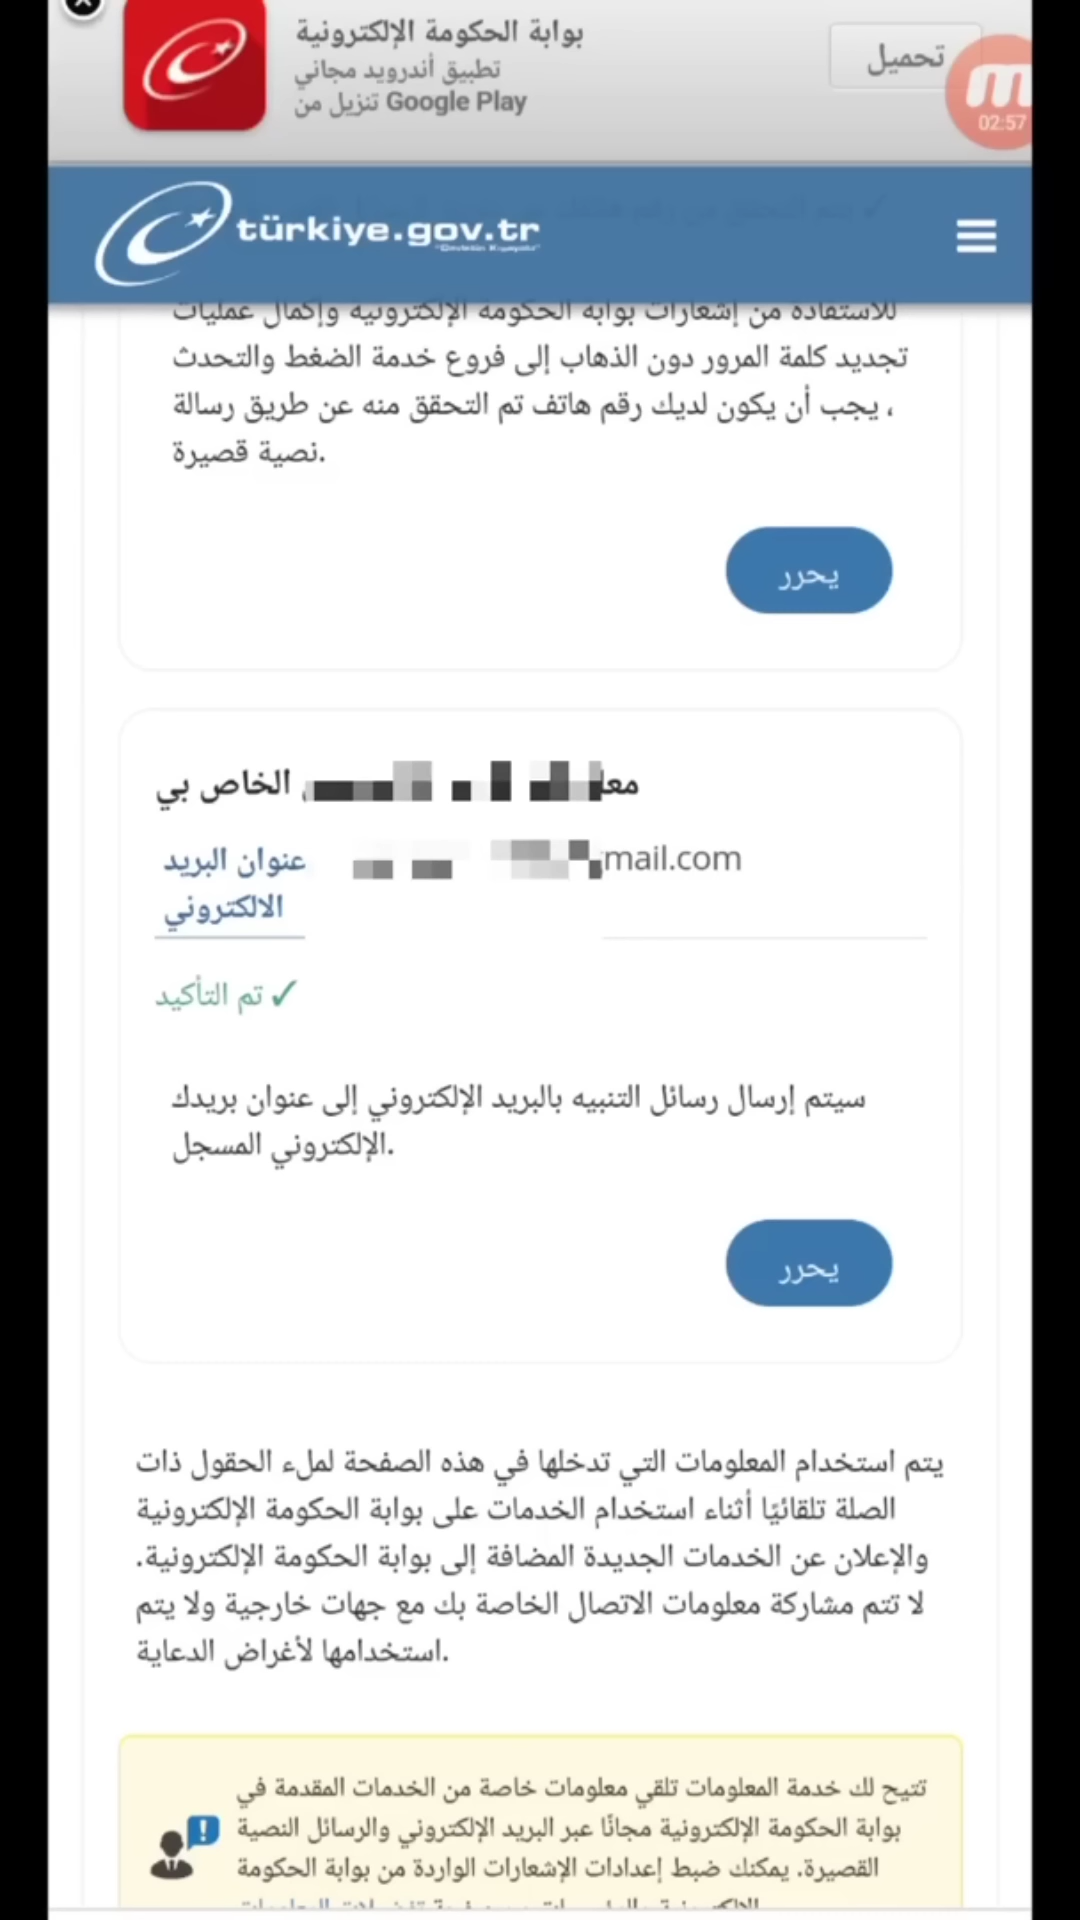 بوابة الحكومة الإلكترونية
تطبيق أندرويد مجاني
تنزيل من Google Play
تحميل
02:57
türkiye.gov.tr
للاستفادة من إشعارات بوابة الحكومة الإلكترونية وإكمال عمليات
تجديد كلمة المرور دون الذهاب إلى فروع خدمة الضغط والتحدث
، يجب أن يكون لديك رقم هاتف تم التحقق منه عن طريق رسالة
نصية قصيرة.
يحرر
الخاص بي
عنوان البريد
الالكتروني
mail.com
تم التأكيد ✓
سيتم إرسال رسائل التنبيه بالبريد الإلكتروني إلى عنوان بريدك
الإلكتروني المسجل.
يحرر
يتم استخدام المعلومات التي تدخلها في هذه الصفحة لملء الحقول ذات
الصلة تلقائيًا أثناء استخدام الخدمات على بوابة الحكومة الإلكترونية
والإعلان عن الخدمات الجديدة المضافة إلى بوابة الحكومة الإلكترونية.
لا تتم مشاركة معلومات الاتصال الخاصة بك مع جهات خارجية ولا يتم
استخدامها لأغراض الدعاية.
تتيح لك خدمة المعلومات تلقي معلومات خاصة من الخدمات المقدمة في
بوابة الحكومة الإلكترونية مجانًا عبر البريد الإلكتروني والرسائل النصية
القصيرة. يمكنك ضبط إعدادات الإشعارات الواردة من بوابة الحكومة